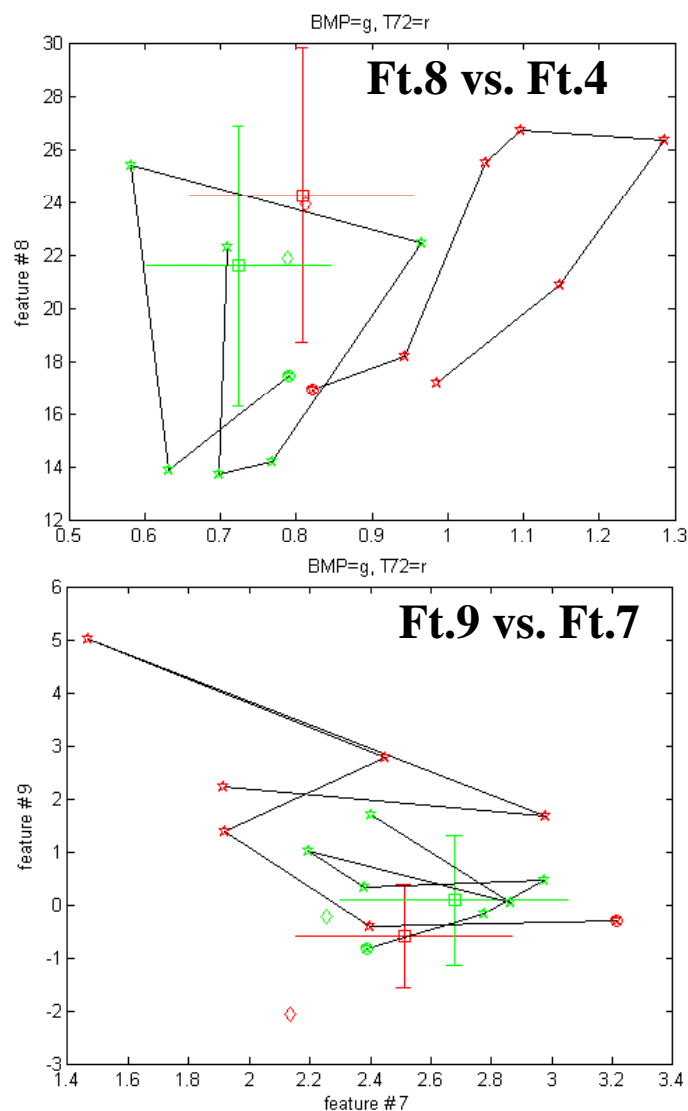 BMP=g, T72=r
Ft.8 vs. Ft.4
30
28
26
24
22
20
18
16
14
12
feature #8
0.5 0.6 0.7 0.8 0.9 1 1.1 1.2 1.3
BMP=g, T72=r
Ft.9 vs. Ft.7
6
5
4
3
2
1
0
-1
-2
-3
feature #9
1.4 1.6 1.8 2 2.2 2.4 2.6 2.8 3 3.2 3.4
feature #7